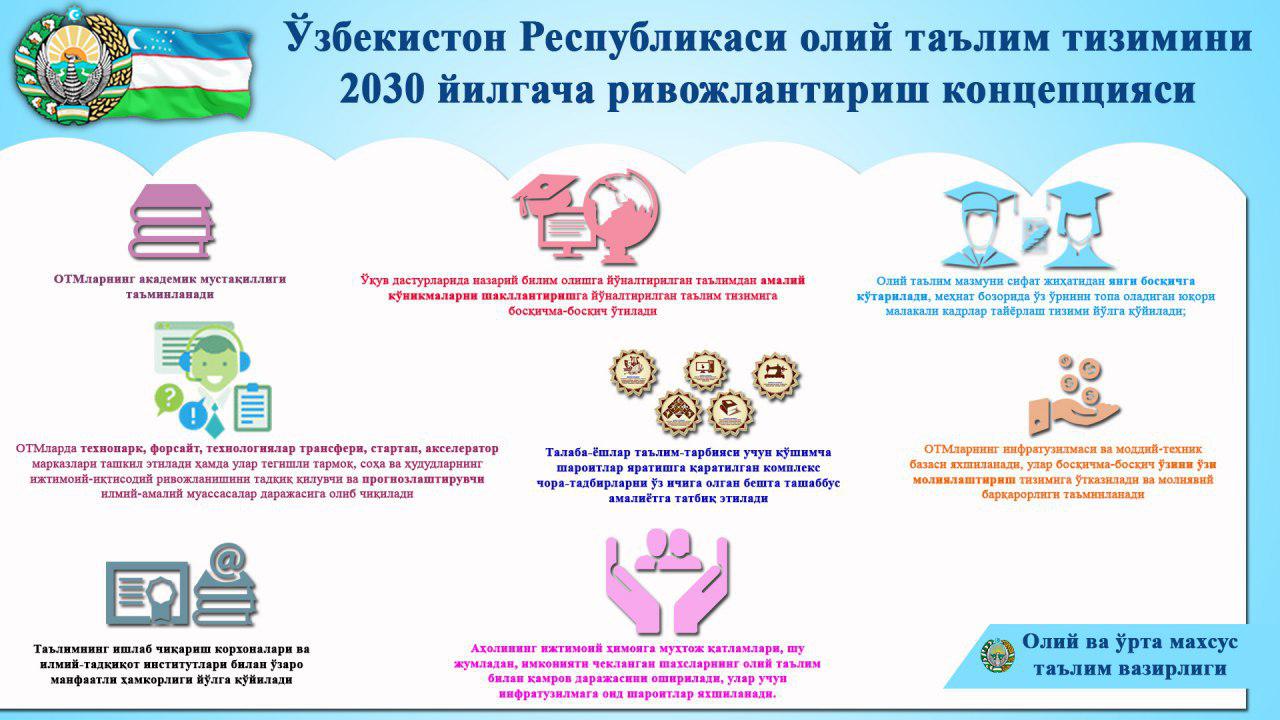 Ўзбекистон Республикаси олий таълим тизимини
2030 йилгача ривожлантириш концепцияси
ОТМларнинг академик мустақиллиги
таъминланади
Ўқув дастурларида назарий билим олишга йўналтирилган таълимдан амалий
кўникмаларни шакллантиришга йўналтирилган таълим тизимига
босқичма-босқич ўтилади
Олий таълим мазмуни сифат жиҳатидан янги босқичга
кўтарилади, меҳнат бозорида ўз ўрнини топа оладиган юқори
малакали кадрлар тайёрлаш тизими йўлга қўйилади;
ОТМларда технопарк, форсайт, технологиялар трансфери, стартап, акселератор
марказлари ташкил этилади ҳамда улар тегишли тармоқ, соҳа ва ҳудудларнинг
ижтимоий-иқтисодий ривожланишини тадқиқ қилувчи ва прогнозлаштирувчи
илмий-амалий муассасалар даражасига олиб чиқилади
Талаба-ёшлар таълим-тарбияси учун қўшимча
шароитлар яратишга қаратилган комплекс
чора-тадбирларни ўз ичига олган бешта ташаббус
амалиётга татбиқ этилади
ОТМларнинг инфратузилмаси ва моддий-техник
базаси яхшиланади, улар босқичма-босқич ўзини ўзи
молиялаштириш тизимига ўтказилади ва молиявий
барқарорлиги таъминланади
Таълимнинг ишлаб чиқариш корхоналари ва
илмий-тадқиқот институтлари билан ўзаро
манфаатли ҳамкорлиги йўлга қўйилади
Аҳолининг ижтимоий ҳимояга муҳтож қатламлари, шу
жумладан, имконияти чекланган шахсларнинг олий таълим
билан қамров даражасини оширилади, улар учун
инфратузилмага оид шароитлар яхшиланади.
Олий ва ўрта махсус
таълим вазирлиги